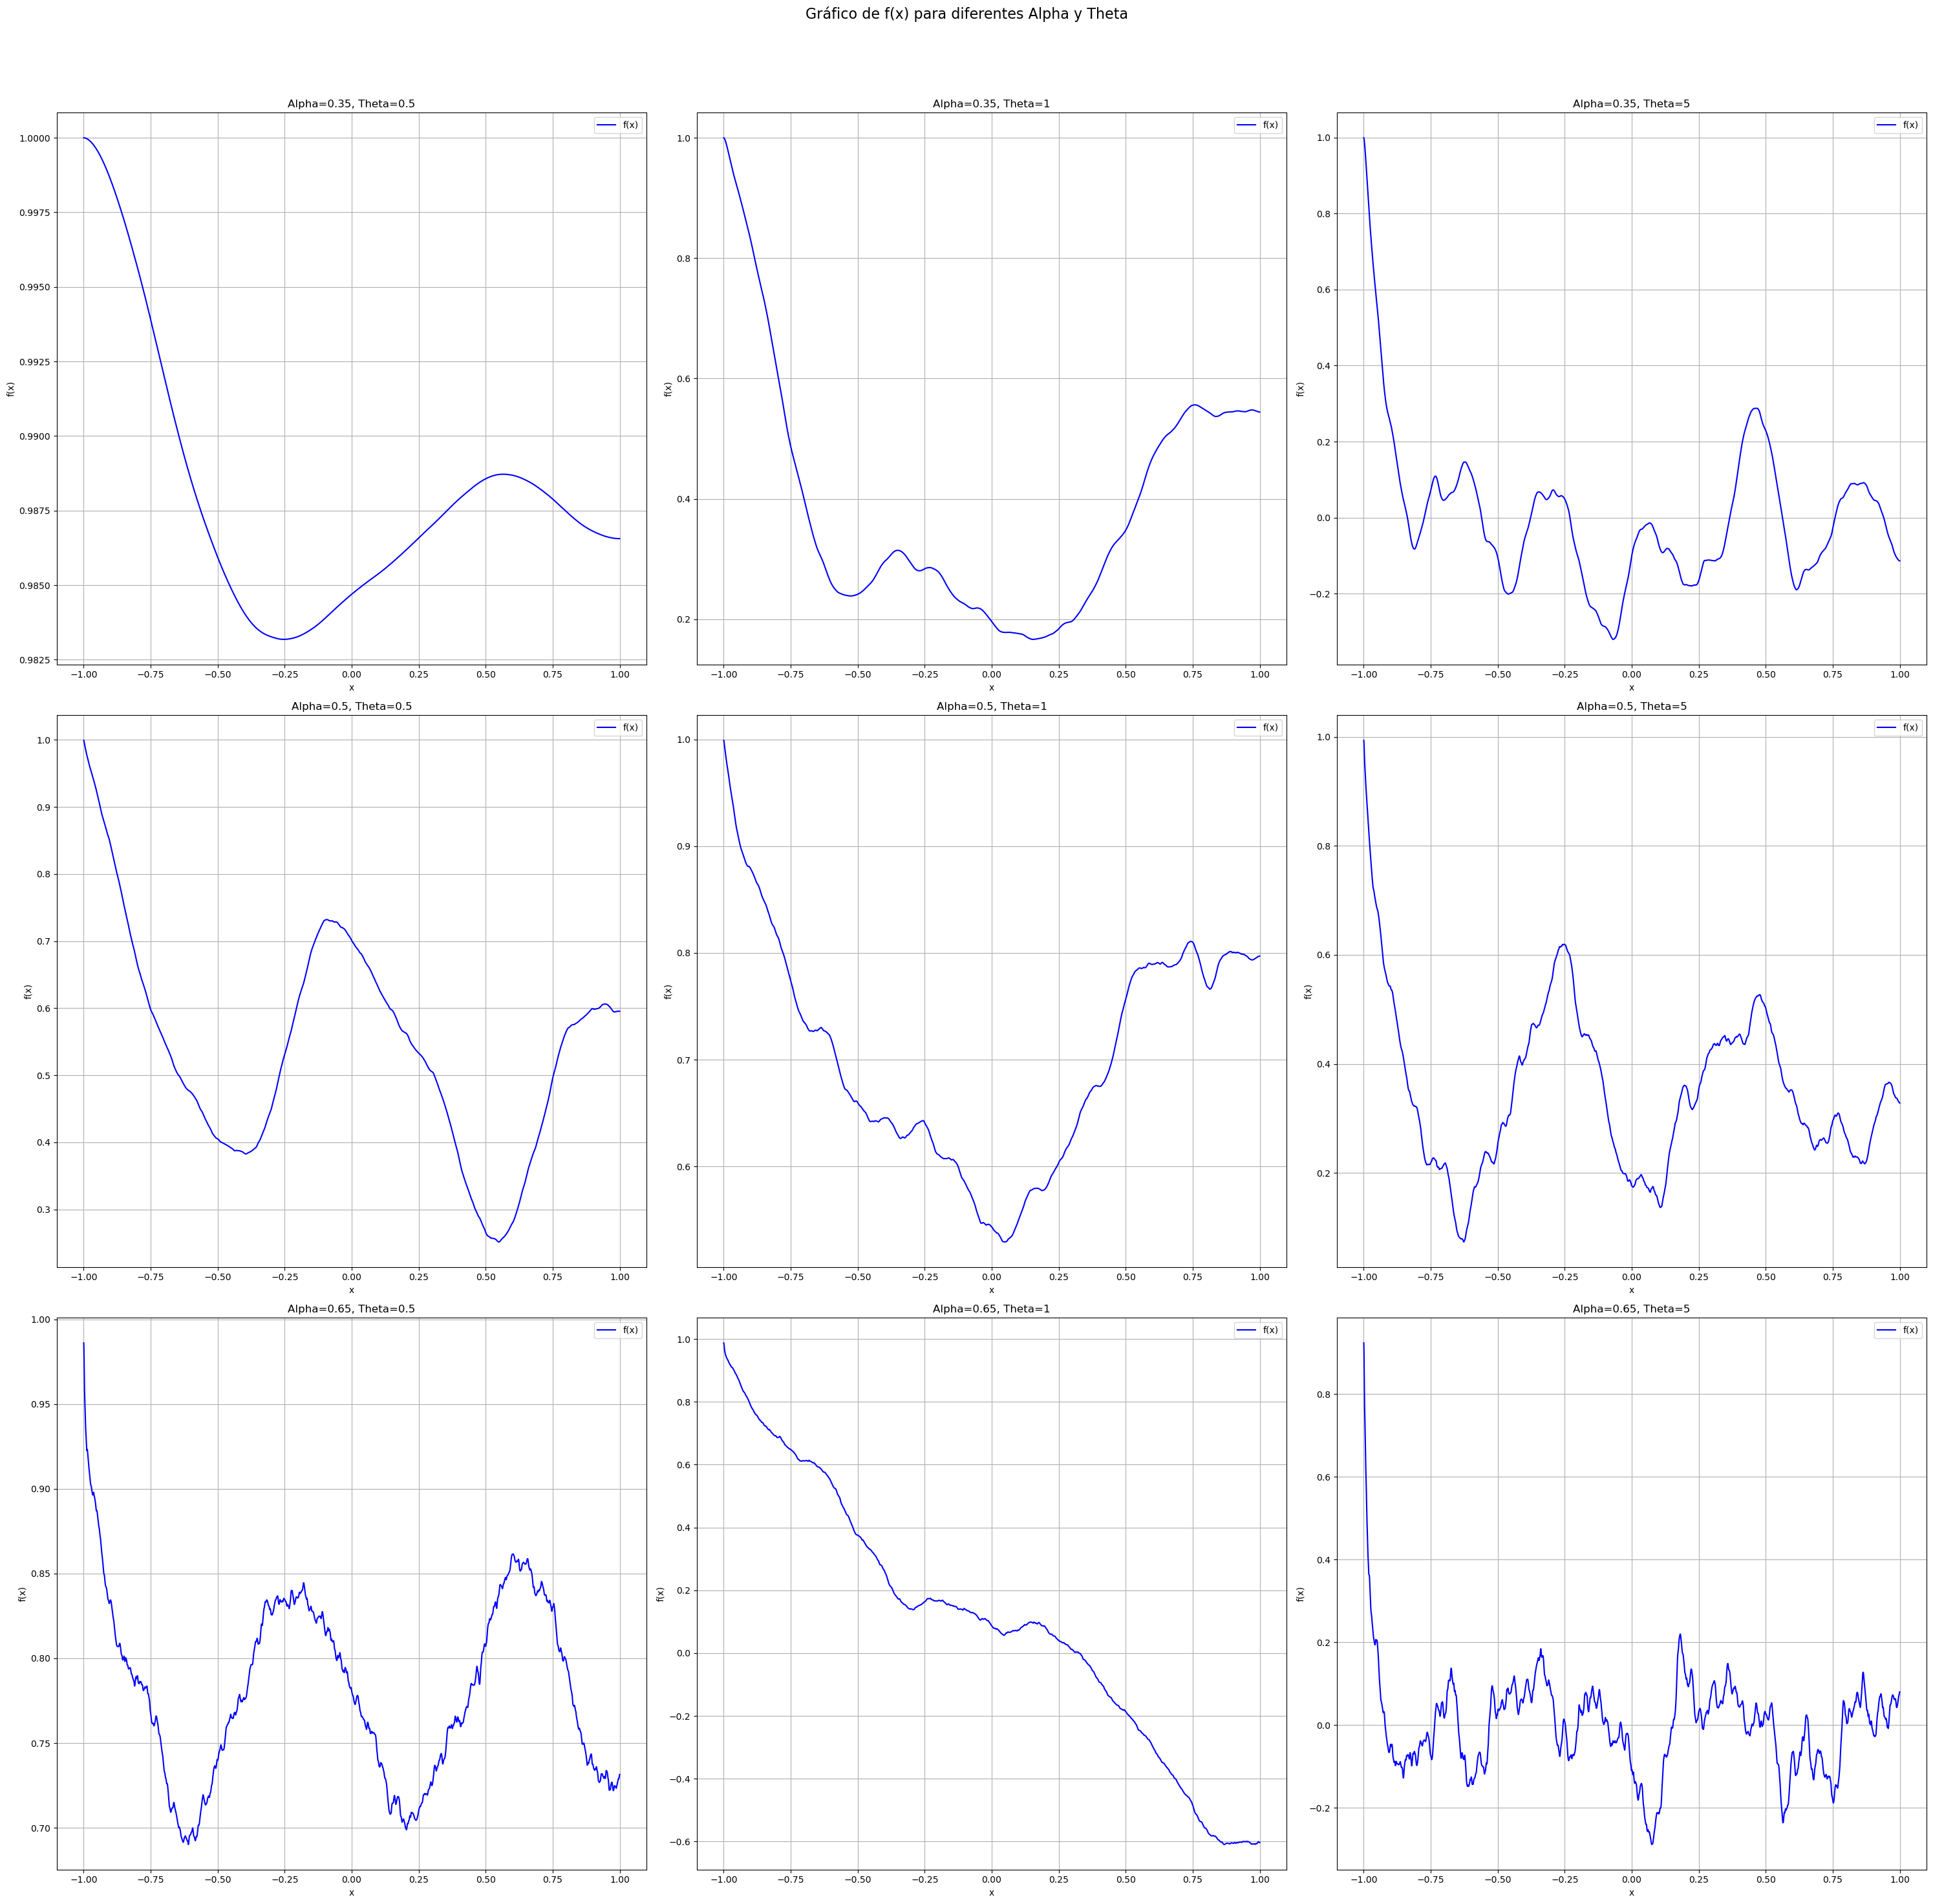 Gráfico de f(x) para diferentes Alpha y Theta
Alpha=0.35, Theta=0.5
f(x)
1.0000
0.9975
0.9950
0.9925
0.9900
0.9875
0.9850
0.9825
f(x)
−1.00 −0.75 −0.50 −0.25 0.00 0.25 0.50 0.75 1.00
x
Alpha=0.35, Theta=1
f(x)
1.0
0.8
0.6
0.4
0.2
f(x)
−1.00 −0.75 −0.50 −0.25 0.00 0.25 0.50 0.75 1.00
x
Alpha=0.35, Theta=5
f(x)
1.0
0.8
0.6
0.4
0.2
0.0
−0.2
f(x)
−1.00 −0.75 −0.50 −0.25 0.00 0.25 0.50 0.75 1.00
x
Alpha=0.5, Theta=0.5
f(x)
1.0
0.9
0.8
0.7
0.6
0.5
0.4
0.3
f(x)
−1.00 −0.75 −0.50 −0.25 0.00 0.25 0.50 0.75 1.00
x
Alpha=0.5, Theta=1
f(x)
1.0
0.9
0.8
0.7
0.6
f(x)
−1.00 −0.75 −0.50 −0.25 0.00 0.25 0.50 0.75 1.00
x
Alpha=0.5, Theta=5
f(x)
1.0
0.8
0.6
0.4
0.2
f(x)
−1.00 −0.75 −0.50 −0.25 0.00 0.25 0.50 0.75 1.00
x
Alpha=0.65, Theta=0.5
f(x)
1.00
0.95
0.90
0.85
0.80
0.75
0.70
f(x)
−1.00 −0.75 −0.50 −0.25 0.00 0.25 0.50 0.75 1.00
x
Alpha=0.65, Theta=1
f(x)
1.0
0.8
0.6
0.4
0.2
0.0
−0.2
−0.4
−0.6
f(x)
−1.00 −0.75 −0.50 −0.25 0.00 0.25 0.50 0.75 1.00
x
Alpha=0.65, Theta=5
f(x)
0.8
0.6
0.4
0.2
0.0
−0.2
f(x)
−1.00 −0.75 −0.50 −0.25 0.00 0.25 0.50 0.75 1.00
x